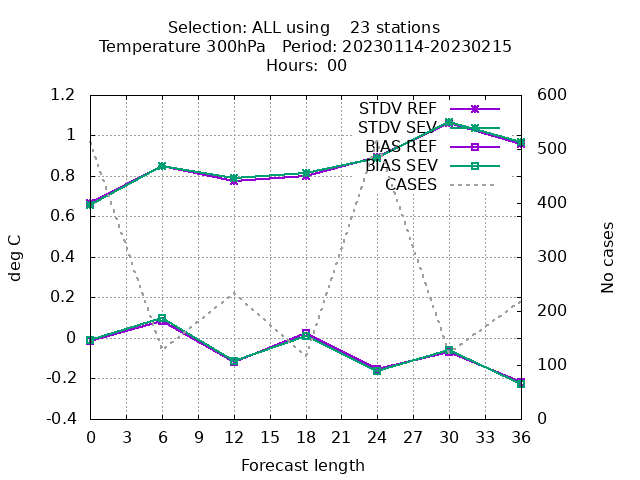 Selection: ALL using    23 stations
Temperature 300hPa   Period: 20230114-20230215
Hours: 00
1.2
1
0.8
0.6
0.4
0.2
0
-0.2
-0.4
600
500
400
300
200
100
0
STDV REF
STDV SEV
BIAS REF
BIAS SEV
CASES
deg C
No cases
0 3 6 9 12 15 18 21 24 27 30 33 36
Forecast length